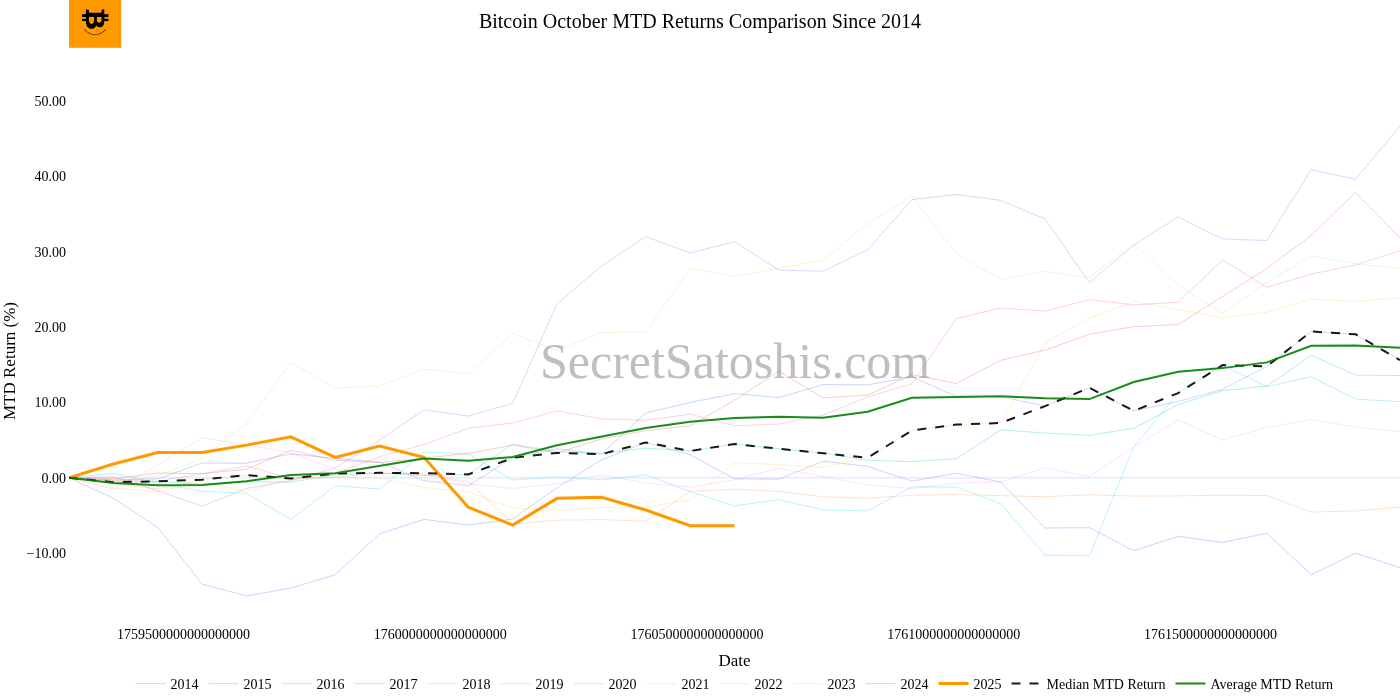 Bitcoin October MTD Returns Comparison Since 2014
50.00
40.00
30.00
20.00
10.00
0.00
−10.00
MTD Return (%)
SecretSatoshis.com
1759500000000000000 1760000000000000 1760500000000000000 1761000000000000000 1761500000000000000
Date
2014 2015 2016 2017 2018 2019 2020 2021 2022 2023 2024 2025 Median MTD Return Average MTD Return